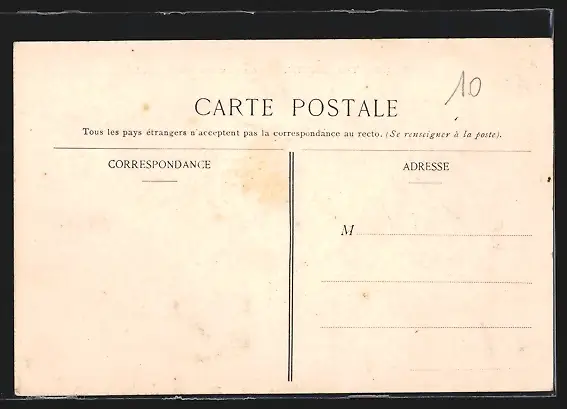 10
CARTE POSTALE
Tous les pays étrangers n'acceptent pas la correspondance au recto. (Se renseigner à la poste).
CORRESPONDANCE
ADRESSE
M